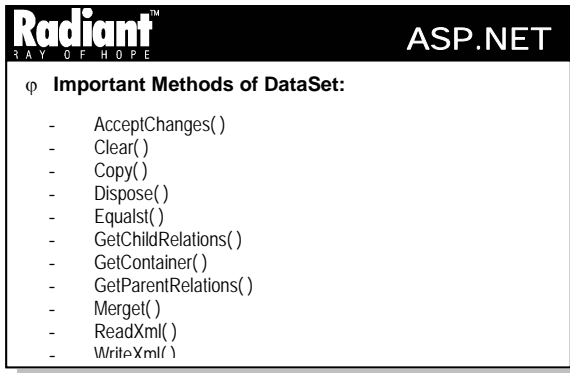 Radiant™
RAY OF HOPE
ASP.NET
φ Important Methods of DataSet:
- AcceptChanges( )
- Clear( )
- Copy( )
- Dispose( )
- Equalst( )
- GetChildRelations( )
- GetContainer( )
- GetParentRelations( )
- Merget( )
- ReadXml( )
- WriteXml( )